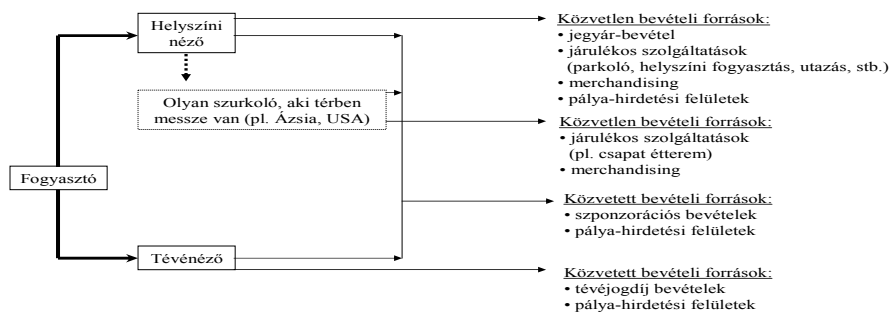 Helyszíni
néző
Olyan szurkoló, aki térben
messze van (pl. Ázsia, USA)
Fogyasztó
Tévénéző
Közvetlen bevételi források:
• jegyár-bevétel
• járulékos szolgáltatások
(parkoló, helyszíni fogyasztás, utazás, stb.)
• merchandising
• pálya-hirdetési felületek
Közvetlen bevételi források:
• járulékos szolgáltatások
(pl. csapat étterem)
• merchandising
Közvetett bevételi források:
• szponzorációs bevételek
• pálya-hirdetési felületek
Közvetett bevételi források:
• tévéjogdíj bevételek
• pálya-hirdetési felületek